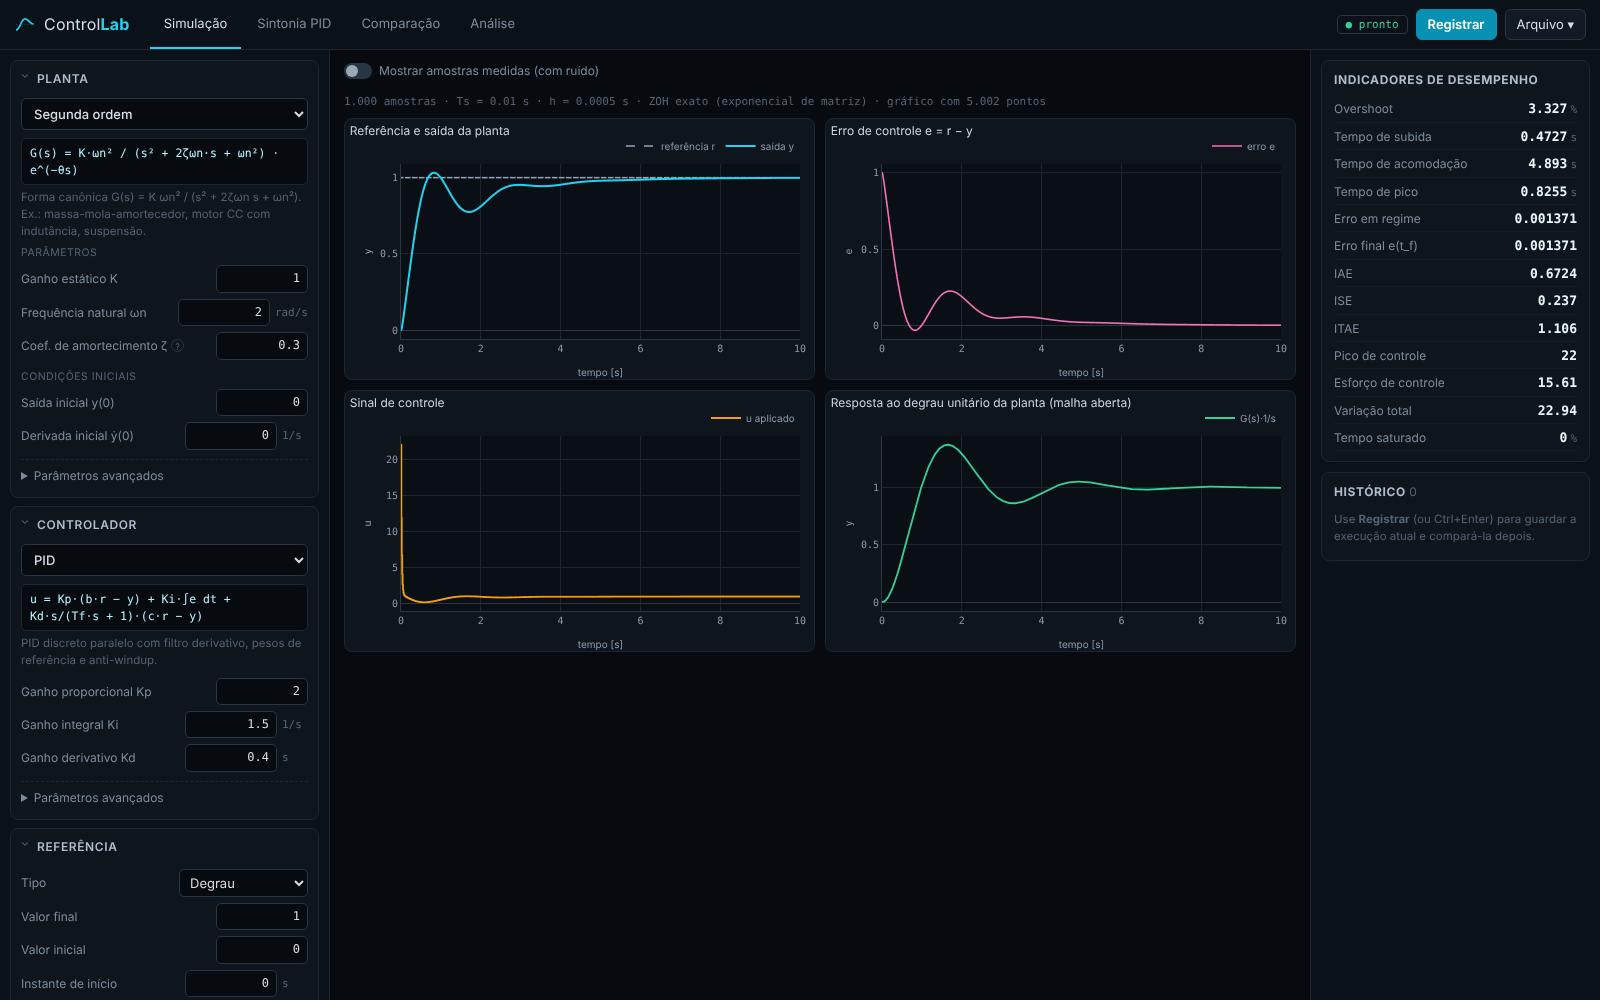 ControlLab
Simulação
Sintonia PID
Comparação
Análise
● pronto
Registrar
Arquivo ▾
PLANTA
Segunda ordem
G(s) = K·ωn² / (s² + 2ζωn·s + ωn²) ·
e^(−θs)
Forma canônica G(s) = K ωn² / (s² + 2ζωn s + ωn²).
Ex.: massa-mola-amortecedor, motor CC com
indutância, suspensão.
PARÂMETROS
Ganho estático K
1
Frequência natural ωn
2 rad/s
Coef. de amortecimento ζ ?
0.3
CONDIÇÕES INICIAIS
Saída inicial y(0)
0
Derivada inicial ẏ(0)
0 1/s
▶ Parâmetros avançados
CONTROLADOR
PID
u = Kp·(b·r − y) + Ki·∫e dt +
Kd·s/(Tf·s + 1)·(c·r − y)
PID discreto paralelo com filtro derivativo, pesos de
referência e anti-windup.
Ganho proporcional Kp
2
Ganho integral Ki
1.5 1/s
Ganho derivativo Kd
0.4 s
▶ Parâmetros avançados
REFERÊNCIA
Tipo
Degrau
Valor final
1
Valor inicial
0
Instante de início
0 s
Mostrar amostras medidas (com ruído)
1.000 amostras · Ts = 0.01 s · h = 0.0005 s · ZOH exato (exponencial de matriz) · gráfico com 5.002 pontos
Referência e saída da planta
referência r
saída y
1
0.5
0
y
0 2 4 6 8 10
tempo [s]
Erro de controle e = r − y
erro e
1
0.5
0
e
0 2 4 6 8 10
tempo [s]
Sinal de controle
u aplicado
20
15
10
5
0
u
0 2 4 6 8 10
tempo [s]
Resposta ao degrau unitário da planta (malha aberta)
G(s)·1/s
1
0.5
0
y
0 2 4 6 8 10
tempo [s]
INDICADORES DE DESEMPENHO
Overshoot 3.327 %
Tempo de subida 0.4727 s
Tempo de acomodação 4.893 s
Tempo de pico 0.8255 s
Erro em regime 0.001371
Erro final e(t_f) 0.001371
IAE 0.6724
ISE 0.237
ITAE 1.106
Pico de controle 22
Esforço de controle 15.61
Variação total 22.94
Tempo saturado 0 %
HISTÓRICO 0
Use Registrar (ou Ctrl+Enter) para guardar a
execução atual e compará-la depois.